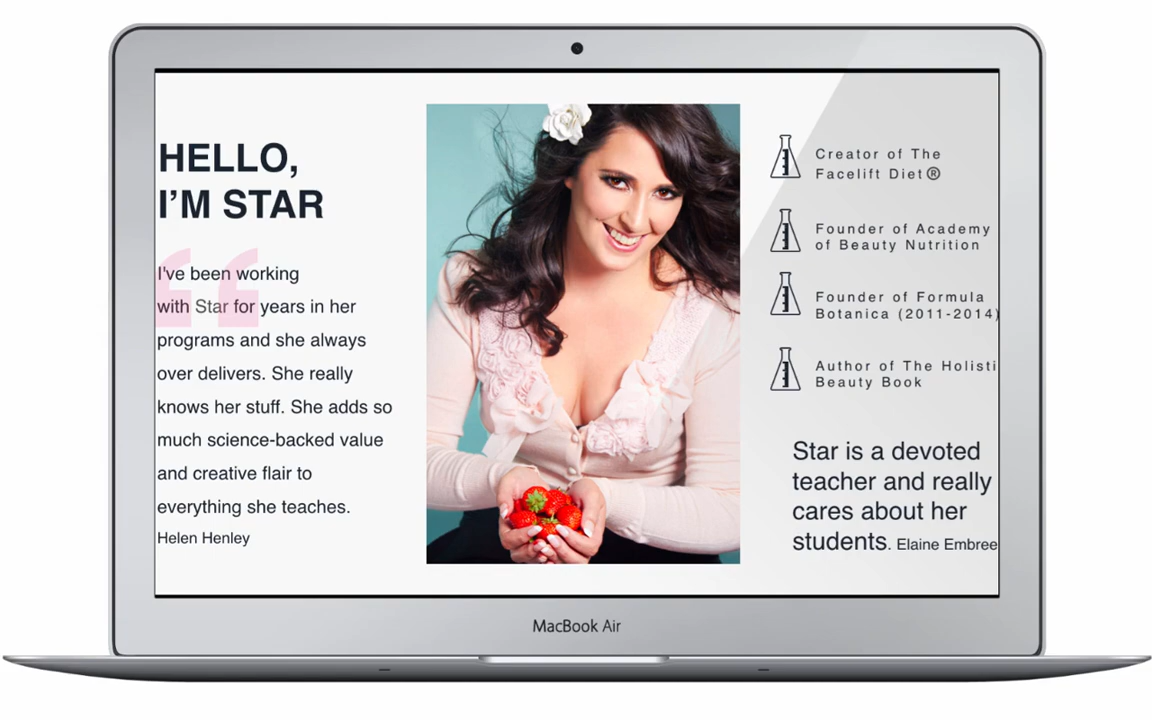 HELLO,
I'M STAR
I've been working
with Star for years in her
programs and she always
over delivers. She really
knows her stuff. She adds so
much science-backed value
and creative flair to
everything she teaches.
Helen Henley
Creator of The
Facelift Diet®
Founder of Academy
of Beauty Nutrition
Founder of Formula
Botanica (2011-2014)
Author of The Holisti
Beauty Book
Star is a devoted
teacher and really
cares about her
students. Elaine Embree
MacBook Air